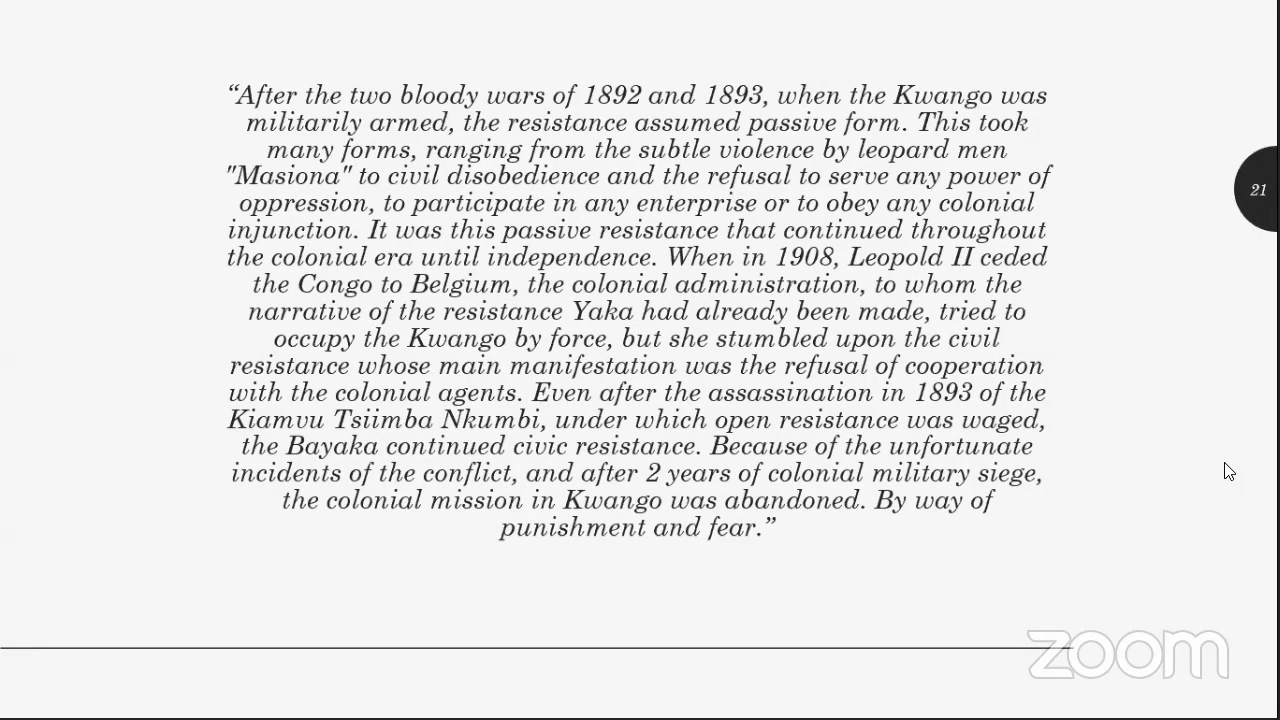 “After the two bloody wars of 1892 and 1893, when the Kwango was
militarily armed, the resistance assumed passive form. This took
many forms, ranging from the subtle violence by leopard men
"Masiona" to civil disobedience and the refusal to serve any power of
oppression, to participate in any enterprise or to obey any colonial
injunction. It was this passive resistance that continued throughout
the colonial era until independence. When in 1908, Leopold II ceded
the Congo to Belgium, the colonial administration, to whom the
narrative of the resistance Yaka had already been made, tried to
occupy the Kwango by force, but she stumbled upon the civil
resistance whose main manifestation was the refusal of cooperation
with the colonial agents. Even after the assassination in 1893 of the
Kiamvu Tsiimba Nkumbi, under which open resistance was waged,
the Bayaka continued civic resistance. Because of the unfortunate
incidents of the conflict, and after 2 years of colonial military siege,
the colonial mission in Kwango was abandoned. By way of
punishment and fear.”
21
zoom